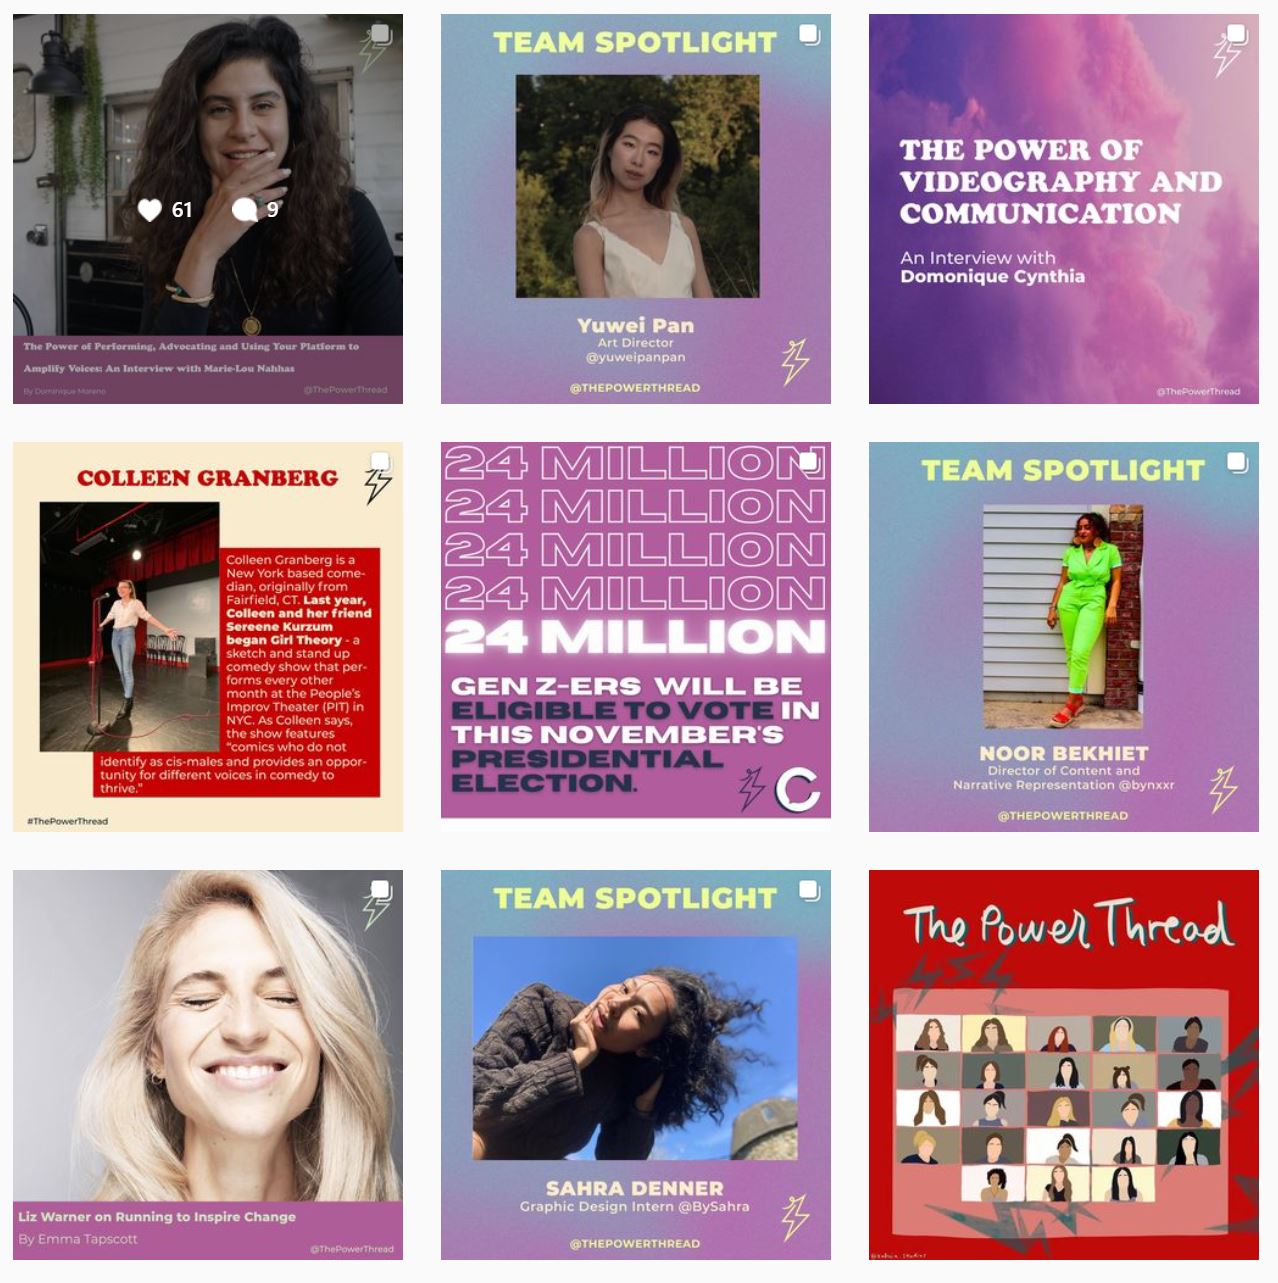 61 9
The Power of Performing, Advocating and Using Your Platform to
Amplify Voices: An Interview with Marie-Lou Nahhas
By Dominique Moreno
@ThePowerThread
TEAM SPOTLIGHT
Yuwei Pan
Art Director
@yuweipanpan
@THEPOWERTHREAD
THE POWER OF
VIDEOGRAPHY AND
COMMUNICATION
An Interview with
Domonique Cynthia
@ThePowerThread
COLLEEN GRANBERG
Colleen Granberg is a
New York based come-
dian, originally from
Fairfield, CT. Last year,
Colleen and her friend
Sereene Kurzum
began Girl Theory - a
sketch and stand up
comedy show that per-
forms every other
month at the People's
Improv Theater (PIT) in
NYC. As Colleen says,
the show features
"comics who do not
identify as cis-males and provides an oppor-
tunity for different voices in comedy to
thrive."
#ThePowerThread
24 MILLION
24 MILLION
24 MILLION
24 MILLION
24 MILLION
GEN Z-ERS WILL BE
ELIGIBLE TO VOTE IN
THIS NOVEMBER'S
PRESIDENTIAL
ELECTION.
TEAM SPOTLIGHT
NOOR BEKHIET
Director of Content and
Narrative Representation @bynxxr
@THEPOWERTHREAD
Liz Warner on Running to Inspire Change
By Emma Tapscott
@ThePowerThread
TEAM SPOTLIGHT
SAHRA DENNER
Graphic Design Intern @BySahra
@THEPOWERTHREAD
The Power Thread